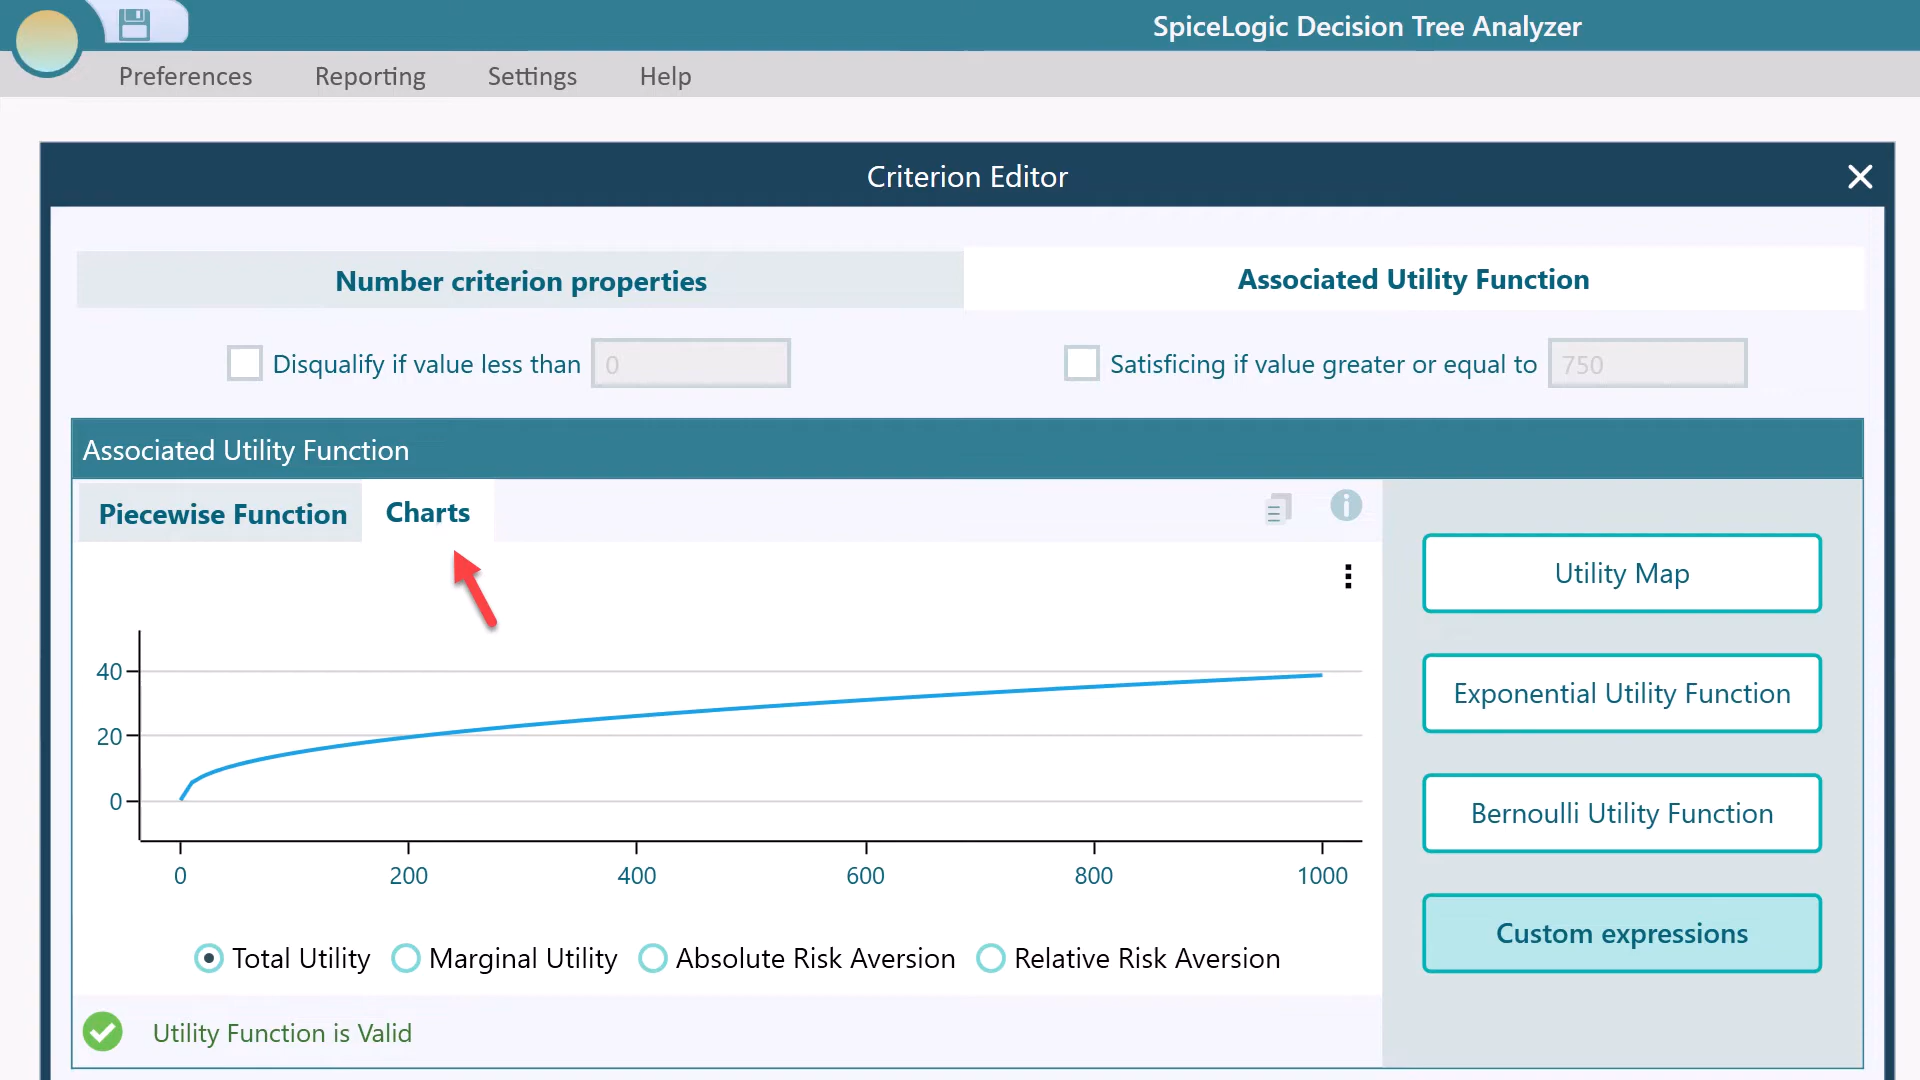 SpiceLogic Decision Tree Analyzer
Preferences Reporting Settings Help
Criterion Editor
Number criterion properties
Associated Utility Function
Disqualify if value less than 0
Satisficing if value greater or equal to 750
Associated Utility Function
Piecewise Function
Charts
40
20
0
0 200 400 600 800 1000
Total Utility Marginal Utility Absolute Risk Aversion Relative Risk Aversion
Utility Function is Valid
Utility Map
Exponential Utility Function
Bernoulli Utility Function
Custom expressions